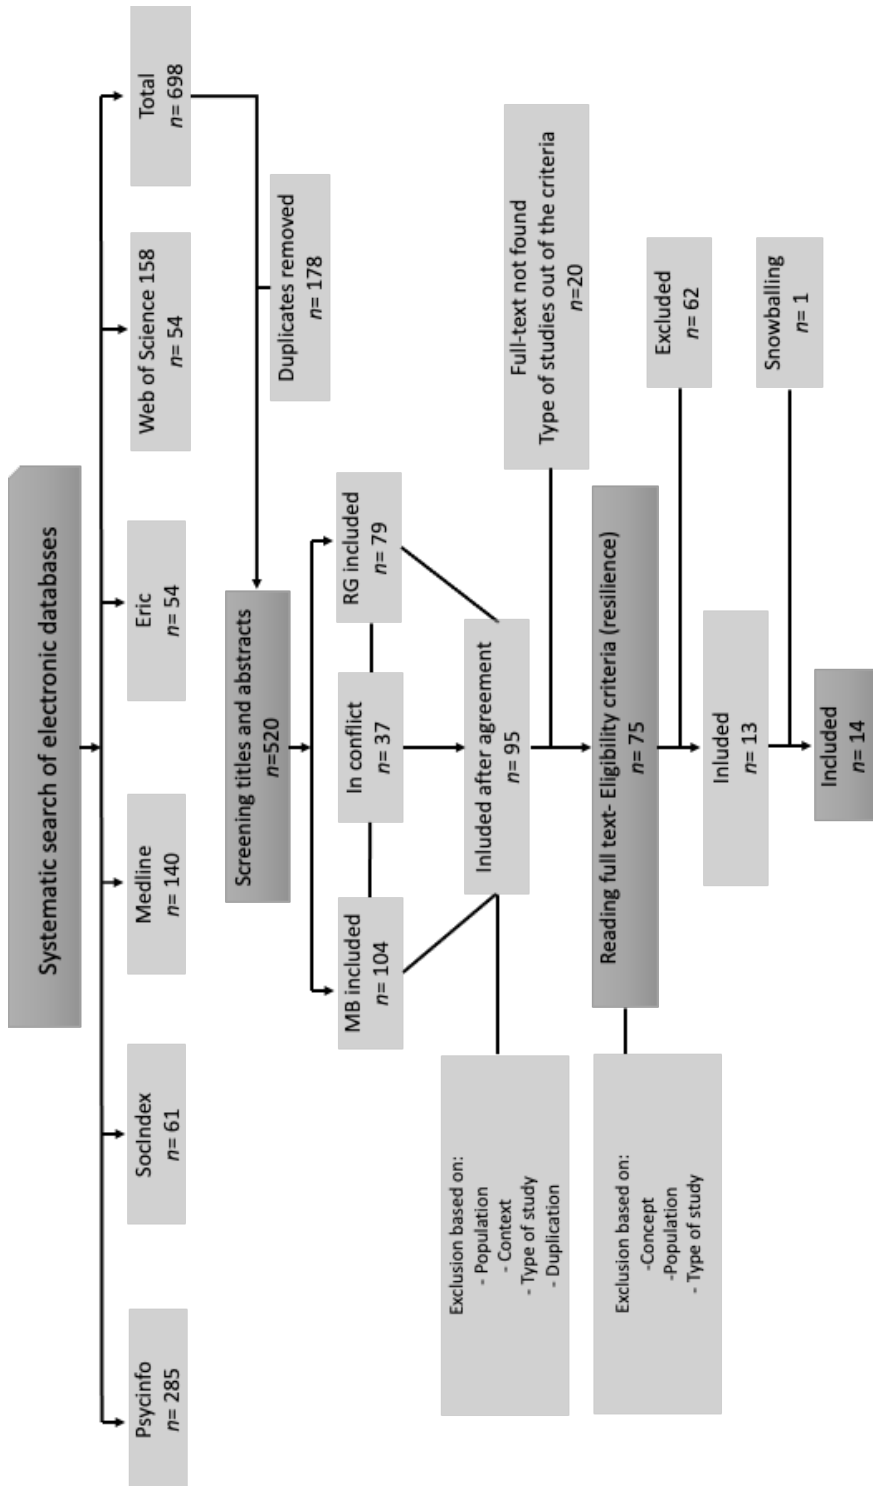 Systematic search of electronic databases
Psycinfo
n= 285
SocIndex
n= 61
Medline
n= 140
Eric
n= 54
Web of Science 158
n= 54
Total
n= 698
Duplicates removed
n= 178
Screening titles and abstracts
n=520
MB included
n= 104
In conflict
n= 37
RG included
n= 79
Exclusion based on:
- Population
- Context
- Type of study
- Duplication
Inluded after agreement
n= 95
Full-text not found
Type of studies out of the criteria
n=20
Exclusion based on:
-Concept
-Population
- Type of study
Reading full text- Eligibility criteria (resilience)
n= 75
Excluded
n= 62
Inluded
n= 13
Snowballing
n= 1
Included
n= 14